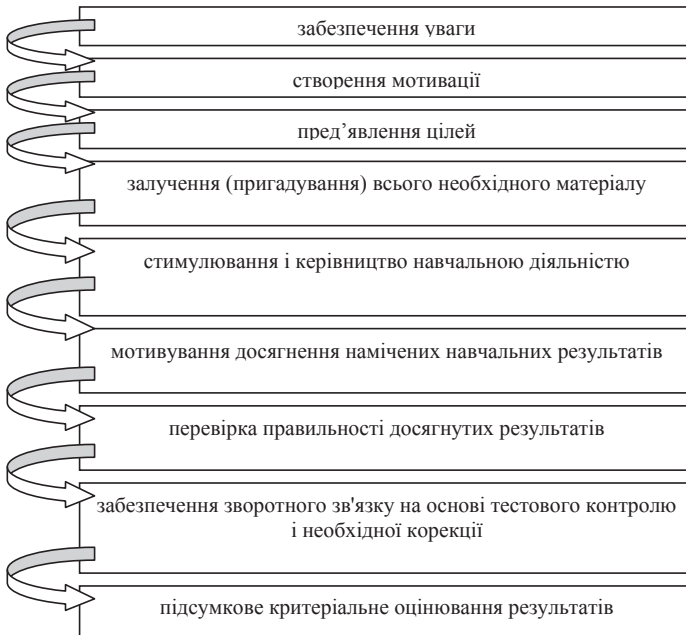 забезпечення уваги
створення мотивації
пред’явлення цілей
залучення (пригадування) всього необхідного матеріалу
стимулювання і керівництво навчальною діяльністю
мотивування досягнення намічених навчальних результатів
перевірка правильності досягнутих результатів
забезпечення зворотного зв'язку на основі тестового контролю
і необхідної корекції
підсумкове критеріальне оцінювання результатів